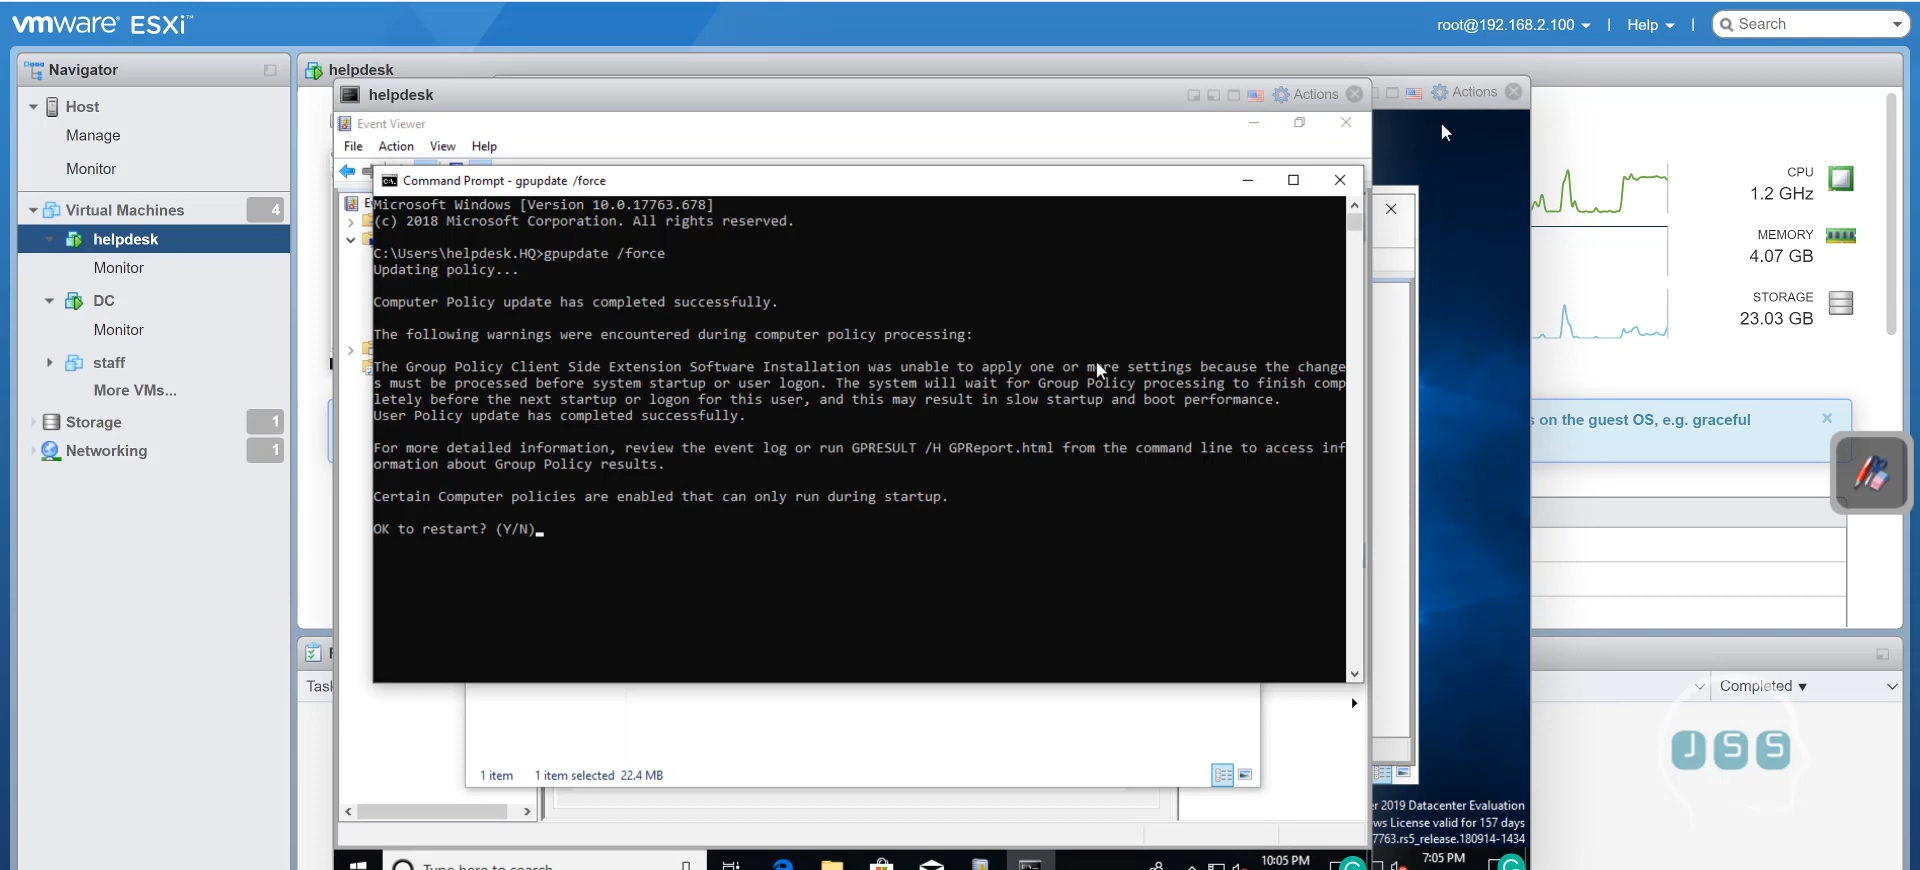 vmware ESXi™
root@192.168.2.100
Help
Search
Navigator
Host
Manage
Monitor
Virtual Machines
4
helpdesk
Monitor
DC
Monitor
staff
More VMs...
Storage
1
Networking
1
helpdesk
helpdesk
Actions
Actions
Event Viewer
File Action View Help
Command Prompt - gpupdate /force
Microsoft Windows [Version 10.0.17763.678]
(c) 2018 Microsoft Corporation. All rights reserved.
C:\Users\helpdesk.HQ>gpupdate /force
Updating policy...
Computer Policy update has completed successfully.
The following warnings were encountered during computer policy processing:
The Group Policy Client Side Extension Software Installation was unable to apply one or more settings because the change
s must be processed before system startup or user logon. The system will wait for Group Policy processing to finish comp
letely before the next startup or logon for this user, and this may result in slow startup and boot performance.
User Policy update has completed successfully.
For more detailed information, review the event log or run GPRESULT /H GPReport.html from the command line to access inf
ormation about Group Policy results.
Certain Computer policies are enabled that can only run during startup.
OK to restart? (Y/N)
CPU
1.2 GHz
MEMORY
4.07 GB
STORAGE
23.03 GB
s on the guest OS, e.g. graceful
Task
Completed
1 item 1 item selected 22.4 MB
r 2019 Datacenter Evaluation
ws License valid for 157 days
7763.rs5_release.180914-1434
Type here to search
10:05 PM
7:05 PM
JSS